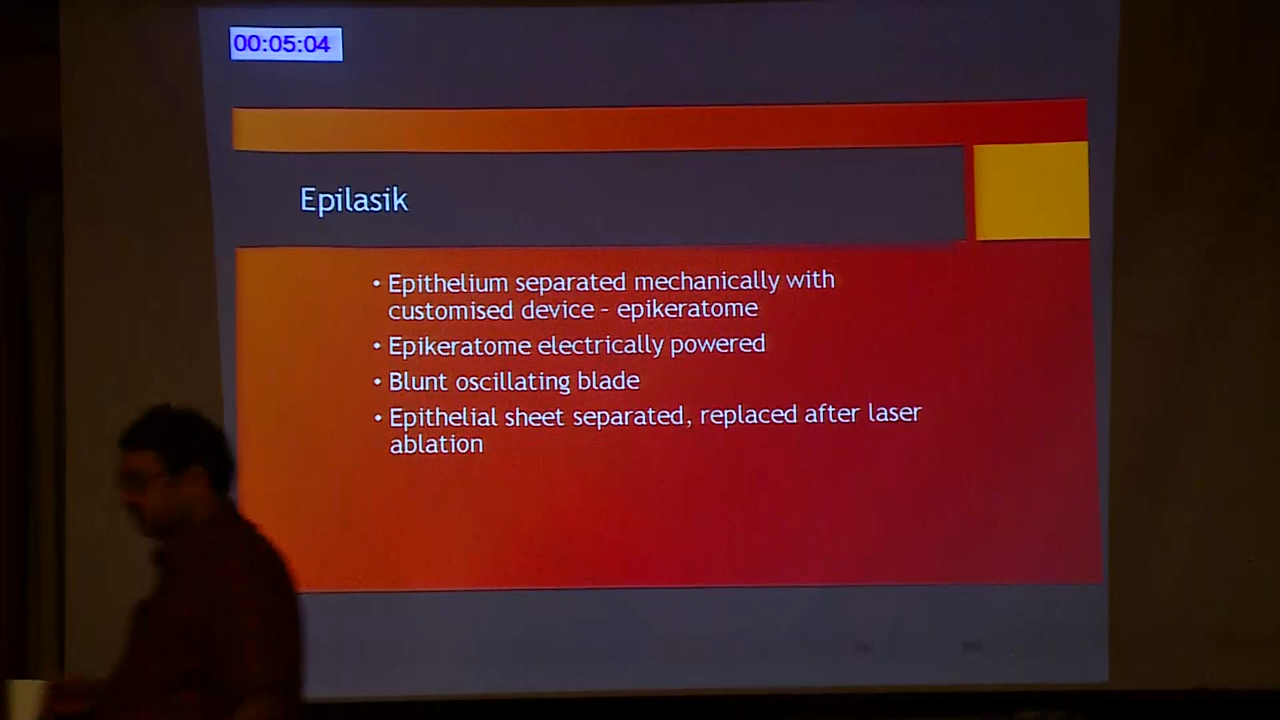 00:05:04
Epilasik
• Epithelium separated mechanically with
customised device – epikeratome
• Epikeratome electrically powered
• Blunt oscillating blade
• Epithelial sheet separated, replaced after laser
ablation